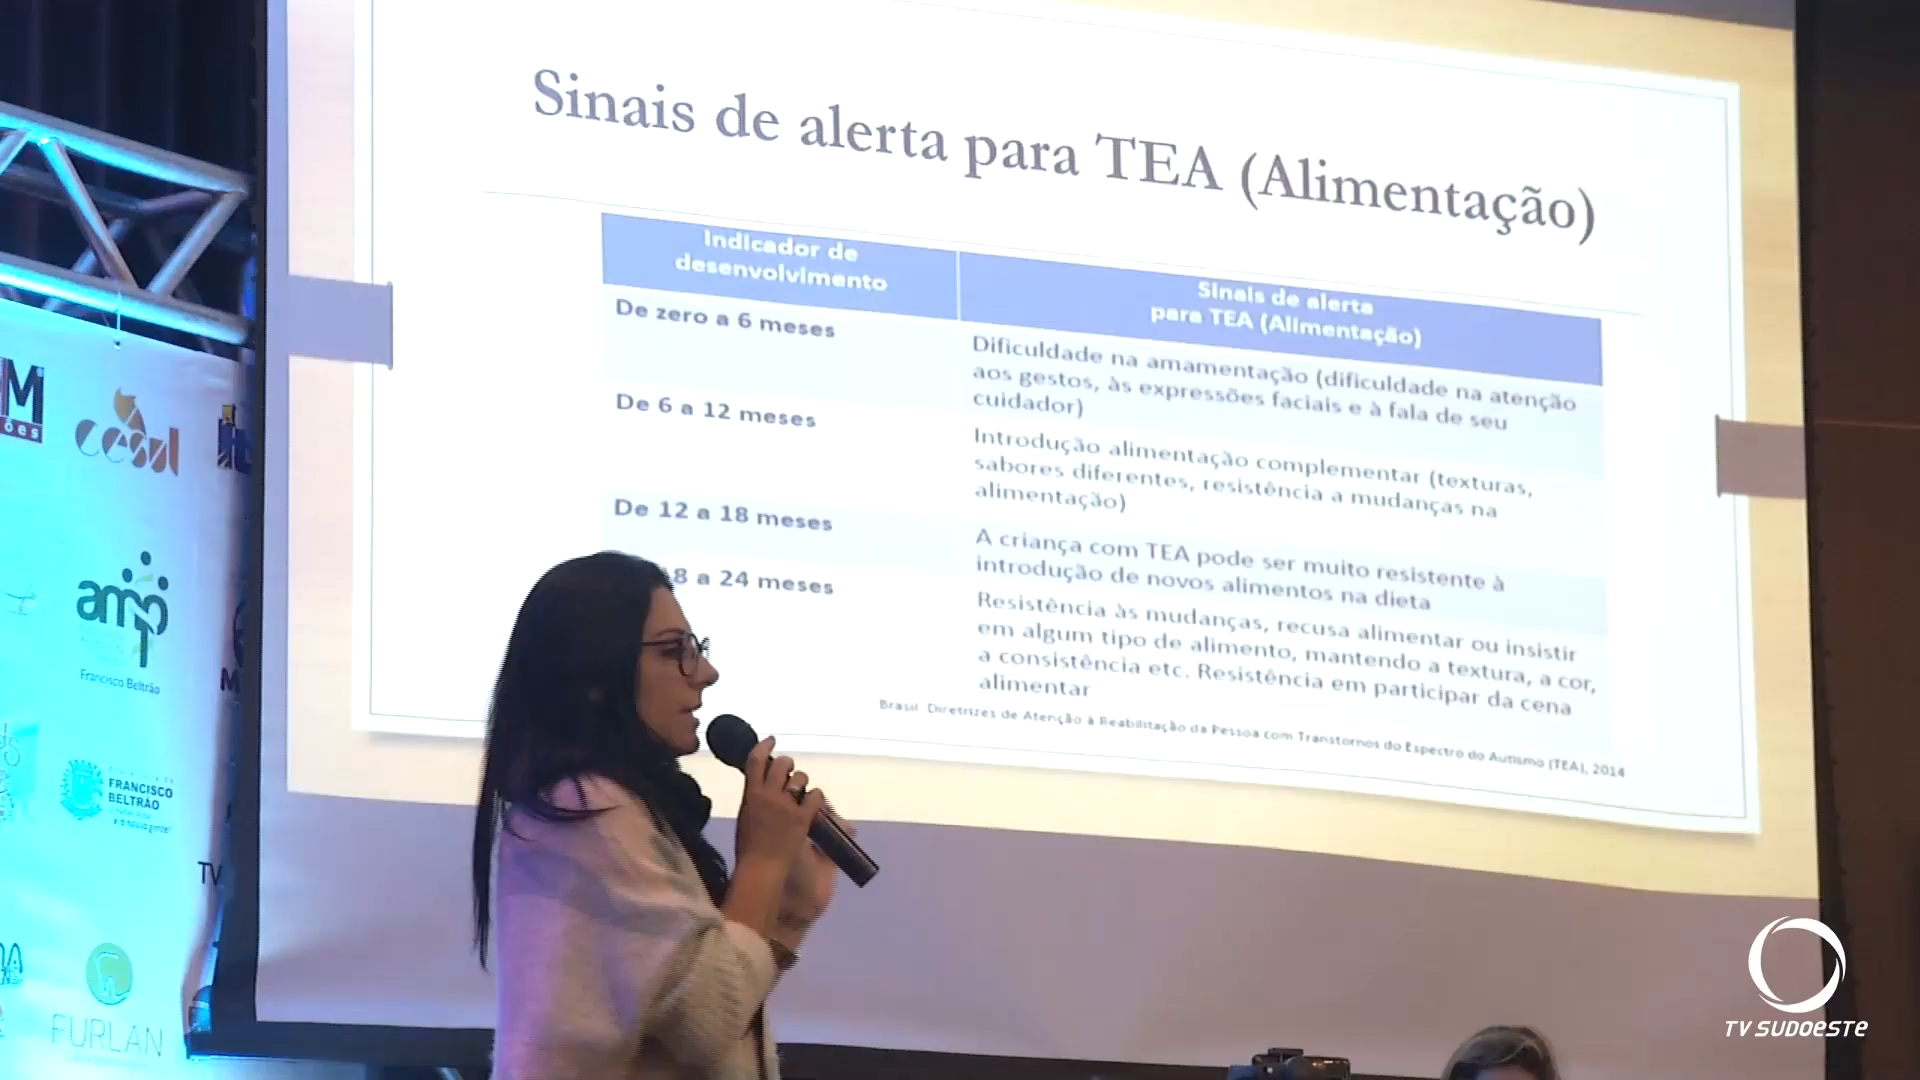 Sinais de alerta para TEA (Alimentação)
Indicador de
desenvolvimento
Sinais de alerta
para TEA (Alimentação)
De zero a 6 meses
Dificuldade na amamentação (dificuldade na atenção
aos gestos, às expressões faciais e à fala de seu
cuidador)
De 6 a 12 meses
Introdução alimentação complementar (texturas,
sabores diferentes, resistência a mudanças na
alimentação)
De 12 a 18 meses
A criança com TEA pode ser muito resistente à
introdução de novos alimentos na dieta
8 a 24 meses
Resistência às mudanças, recusa alimentar ou insistir
em algum tipo de alimento, mantendo a textura, a cor,
a consistência etc. Resistência em participar da cena
alimentar
Brasil. Diretrizes de Atenção à Reabilitação da Pessoa com Transtornos do Espectro do Autismo (TEA), 2014
M
ões
cesul
amp
Francisco Beltrão
FRANCISCO
BELTRÃO
é a nossa gente!
TV
FURLAN
TV SUDOESTE